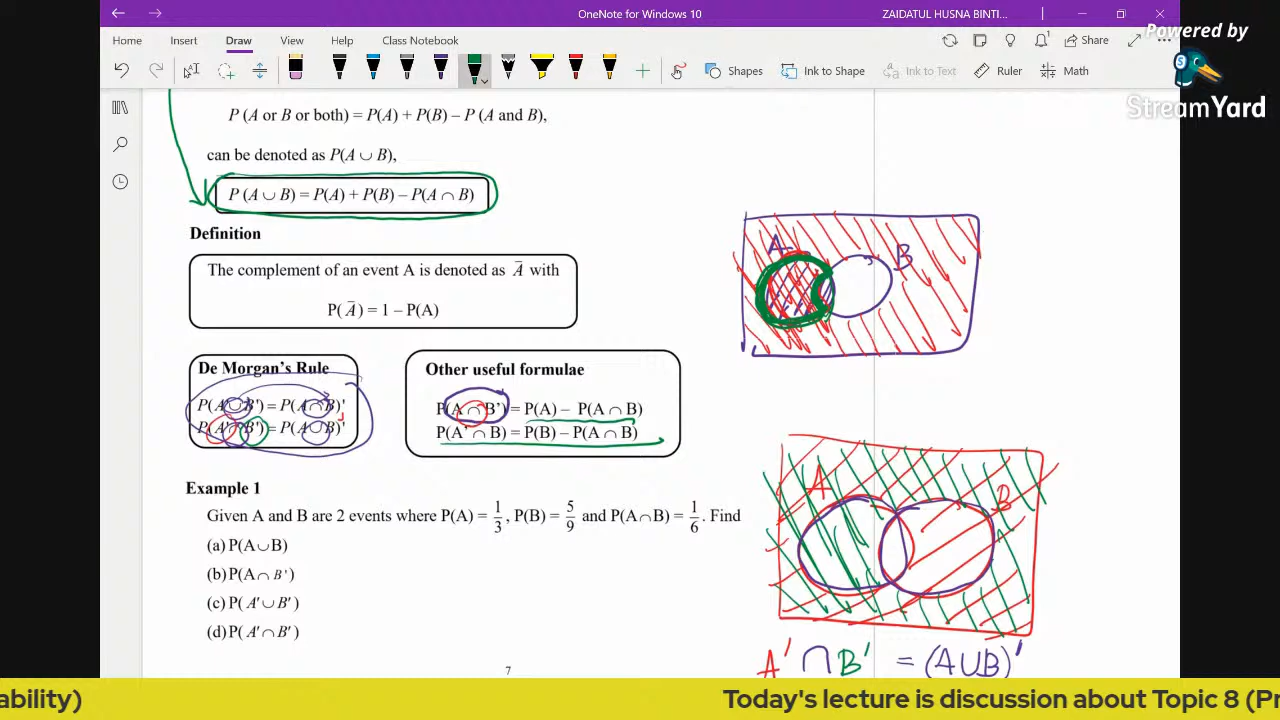 OneNote for Windows 10
ZAIDATUL HUSNA BINTI...
Powered by
StreamYard
Home Insert Draw View Help Class Notebook
Share
Shapes Ink to Shape Ink to Text Ruler Math
P (A or B or both) = P(A) + P(B) – P (A and B),
can be denoted as P(A ∪ B),
P (A ∪ B) = P(A) + P(B) – P(A ∩ B)
Definition
The complement of an event A is denoted as Ā with
P( Ā ) = 1 – P(A)
De Morgan's Rule
P(A'∪B') = P(A∩B)'
P(A'∩B') = P(A∪B)'
Other useful formulae
P(A ∩ B') = P(A) – P(A ∩ B)
P(A' ∩ B) = P(B) – P(A ∩ B)
Example 1
Given A and B are 2 events where P(A) = 1/3, P(B) = 5/9 and P(A∩B) = 1/6. Find
(a) P(A∪B)
(b) P(A∩ B')
(c) P( A'∪B')
(d) P( A'∩B')
7
A B
A B
A' ∩ B' = (A∪B)'
ability) Today's lecture is discussion about Topic 8 (Pr